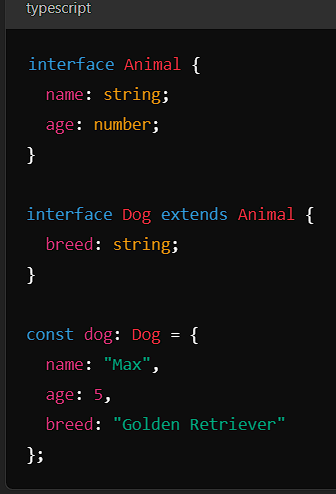 typescript
interface Animal {
  name: string;
  age: number;
}

interface Dog extends Animal {
  breed: string;
}

const dog: Dog = {
  name: "Max",
  age: 5,
  breed: "Golden Retriever"
};